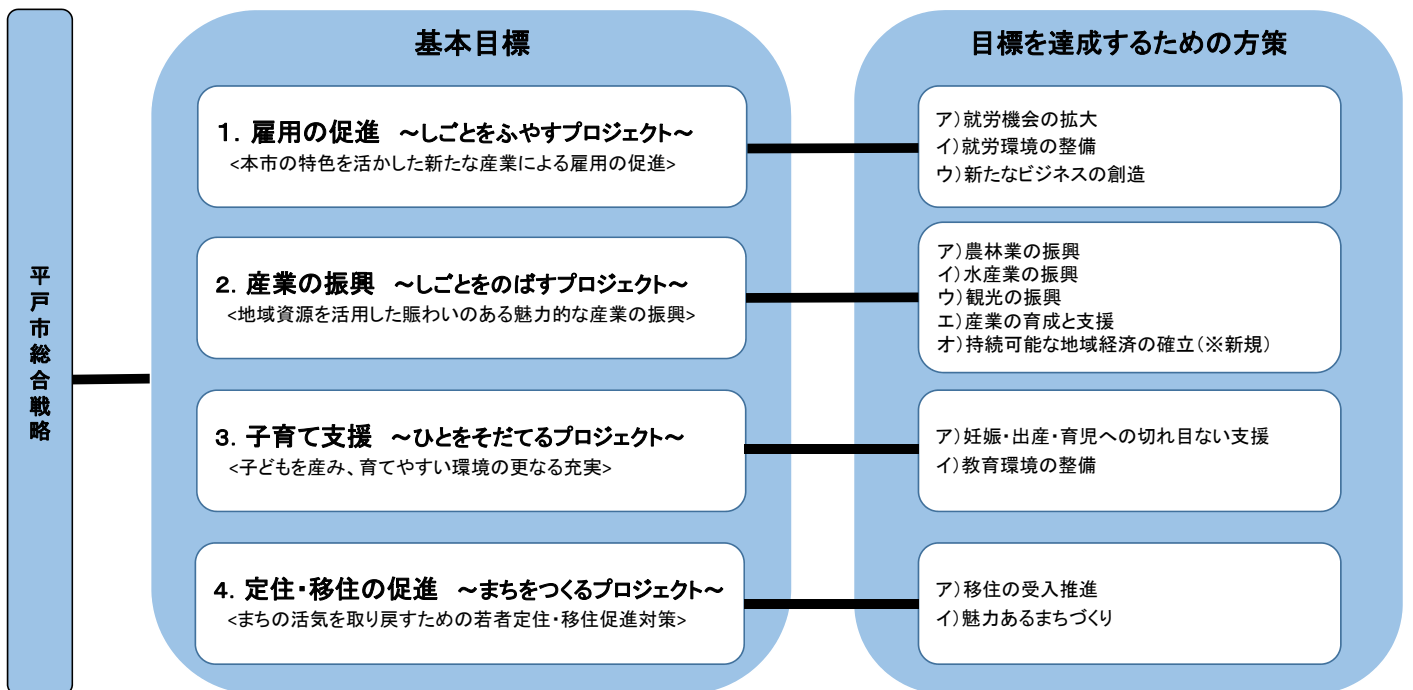 平戸市総合戦略
基本目標
1. 雇用の促進 ～しごとをふやすプロジェクト～
<本市の特色を活かした新たな産業による雇用の促進>
2. 産業の振興 ～しごとをのばすプロジェクト～
<地域資源を活用した賑わいのある魅力的な産業の振興>
3. 子育て支援 ～ひとをそだてるプロジェクト～
<子どもを産み、育てやすい環境の更なる充実>
4. 定住・移住の促進 ～まちをつくるプロジェクト～
<まちの活気を取り戻すための若者定住・移住促進対策>
目標を達成するための方策
ア)就労機会の拡大
イ)就労環境の整備
ウ)新たなビジネスの創造
ア)農林業の振興
イ)水産業の振興
ウ)観光の振興
エ)産業の育成と支援
オ)持続可能な地域経済の確立(※新規)
ア)妊娠・出産・育児への切れ目ない支援
イ)教育環境の整備
ア)移住の受入推進
イ)魅力あるまちづくり